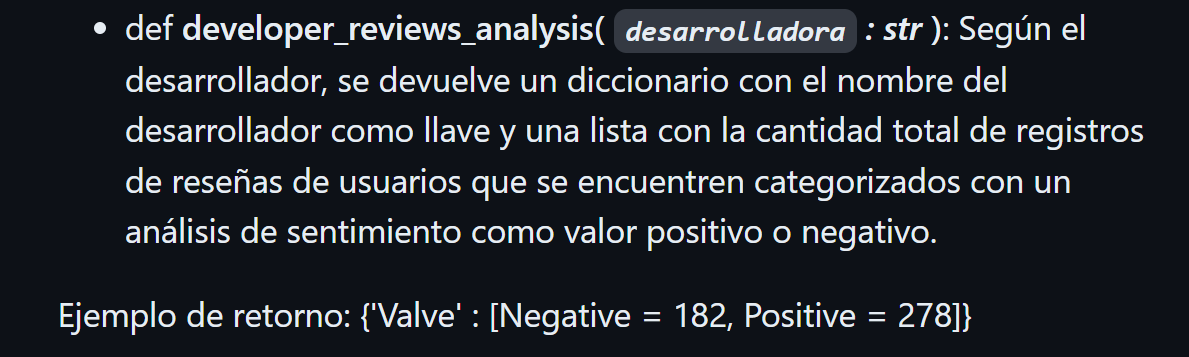 • def developer_reviews_analysis( desarrolladora : str ): Según el
desarrollador, se devuelve un diccionario con el nombre del
desarrollador como llave y una lista con la cantidad total de registros
de reseñas de usuarios que se encuentren categorizados con un
análisis de sentimiento como valor positivo o negativo.
Ejemplo de retorno: {'Valve' : [Negative = 182, Positive = 278]}